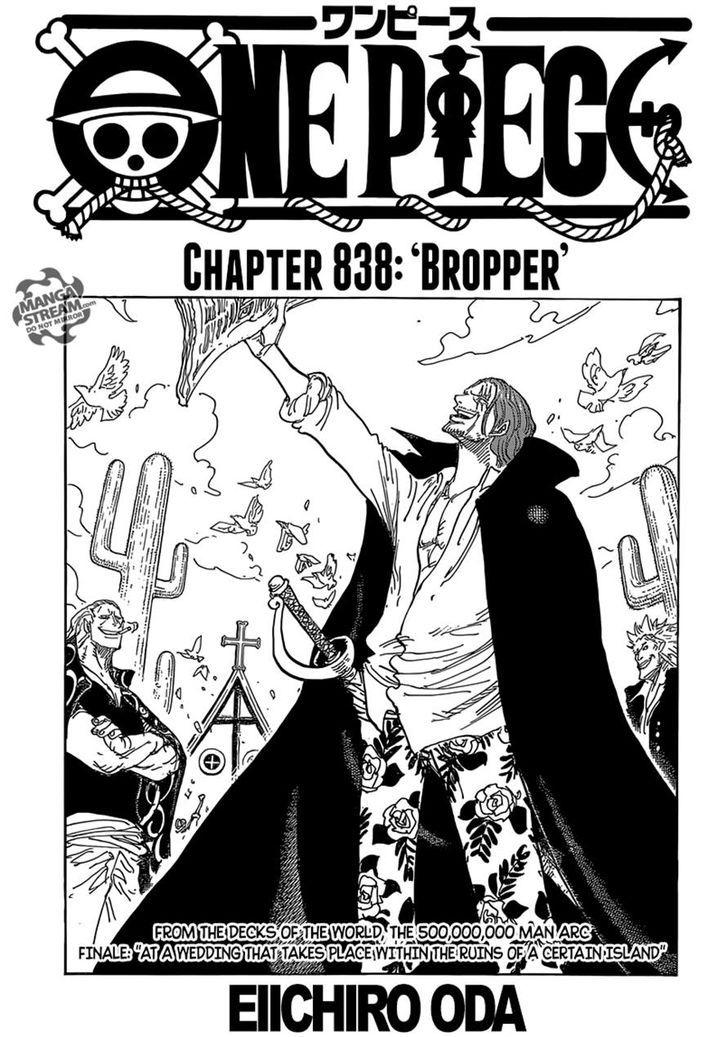 ワンピース
ONE PIECE
CHAPTER 838: ‘BROPPER’
MANGA
STREAM.com
DO NOT MIRROR
FROM THE DECKS OF THE WORLD, THE 500,000,000 MAN ARC
FINALE: "AT A WEDDING THAT TAKES PLACE WITHIN THE RUINS OF A CERTAIN ISLAND"
EIICHIRO ODA